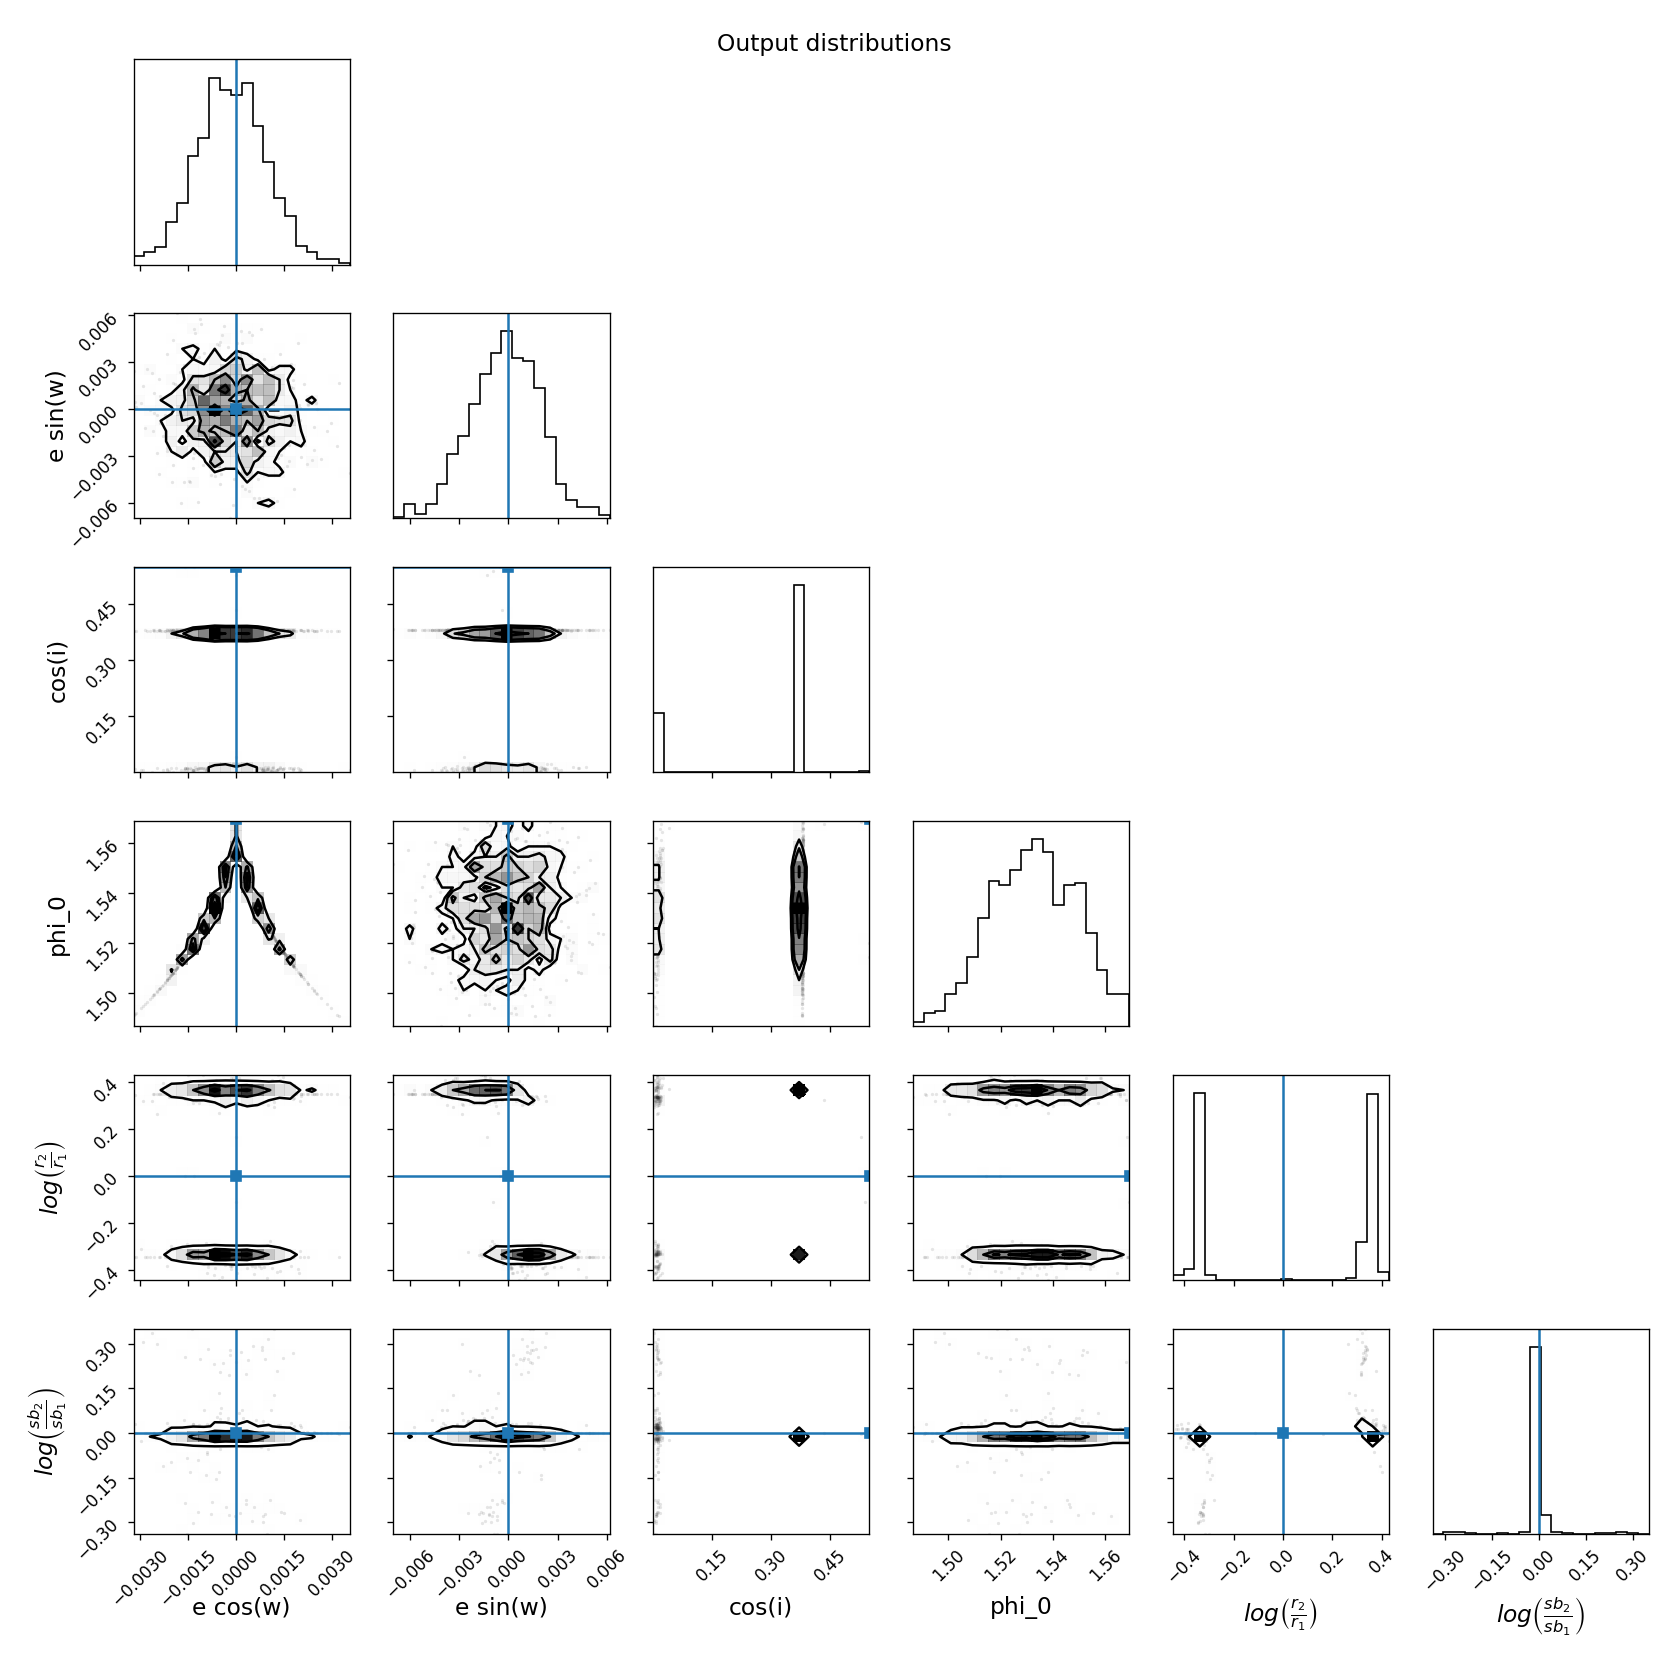 Output distributions
e sin(w)
0.006
0.003
0.000
−0.003
−0.006
cos(i)
0.45
0.30
0.15
phi_0
1.56
1.54
1.52
1.50
log(r₂/r₁)
0.4
0.2
0.0
−0.2
−0.4
log(sb₂/sb₁)
0.30
0.15
0.00
−0.15
−0.30
−0.0030 −0.0015 0.0000 0.0015 0.0030 −0.006 −0.003 0.000 0.003 0.006 0.15 0.30 0.45 1.50 1.52 1.54 1.56 −0.4 −0.2 0.0 0.2 0.4 −0.30 −0.15 0.00 0.15 0.30
e cos(w) e sin(w) cos(i) phi_0 log(r₂/r₁) log(sb₂/sb₁)